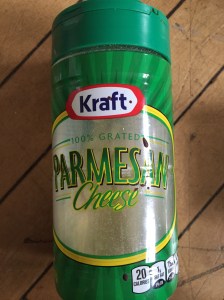 Kraft
100% GRATED
PARMESAN
Cheese
20
CALORIES